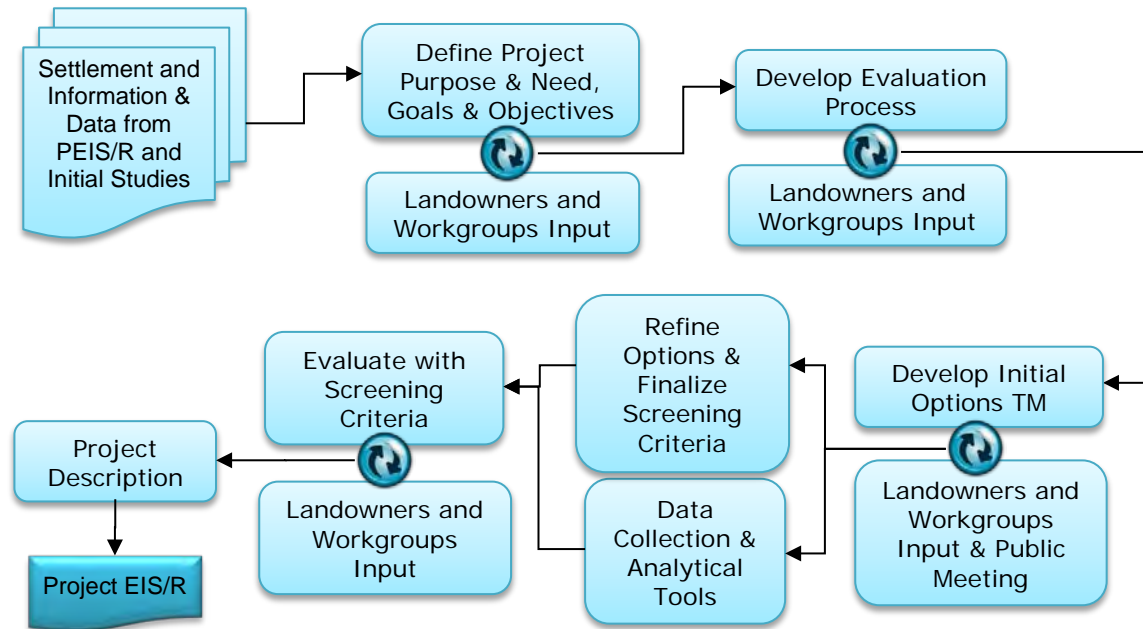 Settlement and
Information &
Data from
PEIS/R and
Initial Studies
Define Project
Purpose & Need,
Goals & Objectives
Landowners and
Workgroups Input
Develop Evaluation
Process
Landowners and
Workgroups Input
Develop Initial
Options TM
Landowners and
Workgroups
Input & Public
Meeting
Refine
Options &
Finalize
Screening
Criteria
Data
Collection &
Analytical
Tools
Evaluate with
Screening
Criteria
Landowners and
Workgroups
Input
Project
Description
Project EIS/R